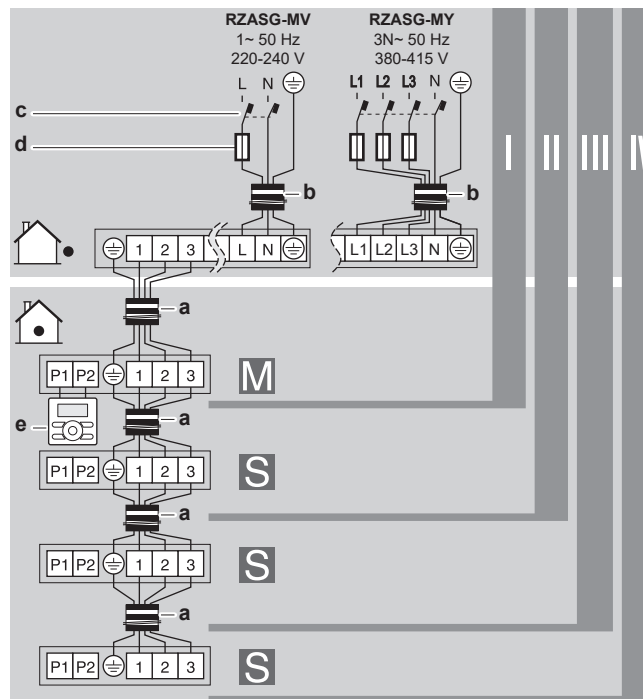 RZASG-MV RZASG-MY
1~ 50 Hz 3N~ 50 Hz
220-240 V 380-415 V
L N L1 L2 L3 N
c
d
I II III IV
b b
1 2 3 L N L1 L2 L3 N
a
P1 P2 1 2 3 M
e a
P1 P2 1 2 3 S
a
P1 P2 1 2 3 S
a
P1 P2 1 2 3 S